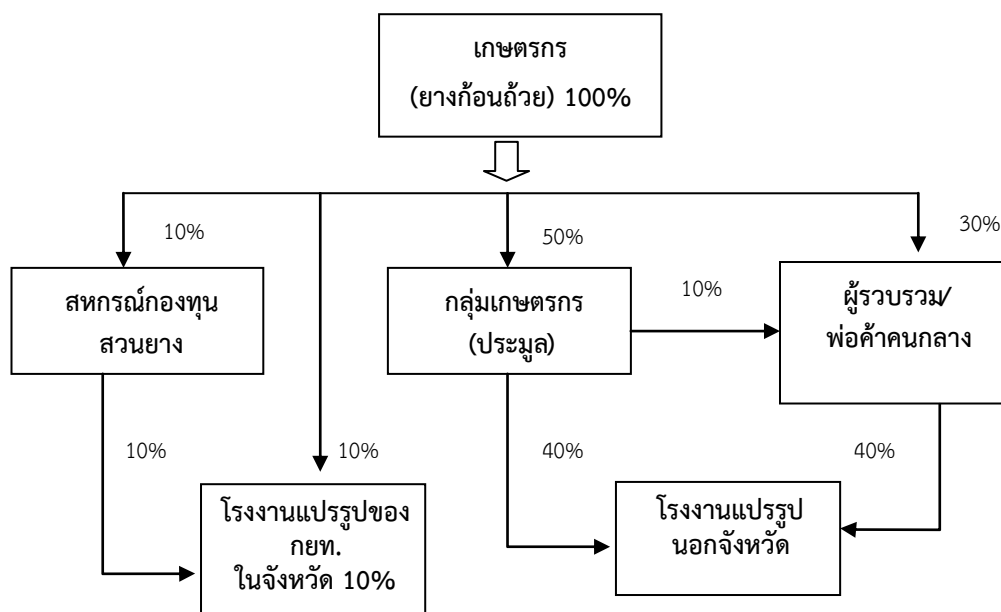 เกษตรกร
(ยางก้อนถ้วย) 100%
10%
50%
30%
สหกรณ์กองทุน
สวนยาง
กลุ่มเกษตรกร
(ประมูล)
10%
ผู้รวบรวม/
พ่อค้าคนกลาง
10%
10%
40%
40%
โรงงานแปรรูปของ
กยท.
ในจังหวัด 10%
โรงงานแปรรูป
นอกจังหวัด